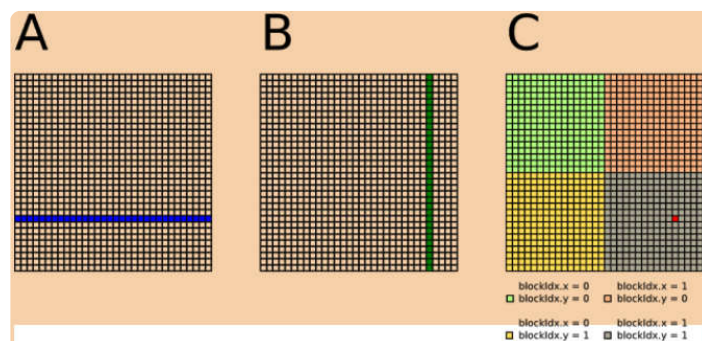 A B C
blockIdx.x = 0 blockIdx.x = 1
blockIdx.y = 0 blockIdx.y = 0
blockIdx.x = 0 blockIdx.x = 1
blockIdx.y = 1 blockIdx.y = 1